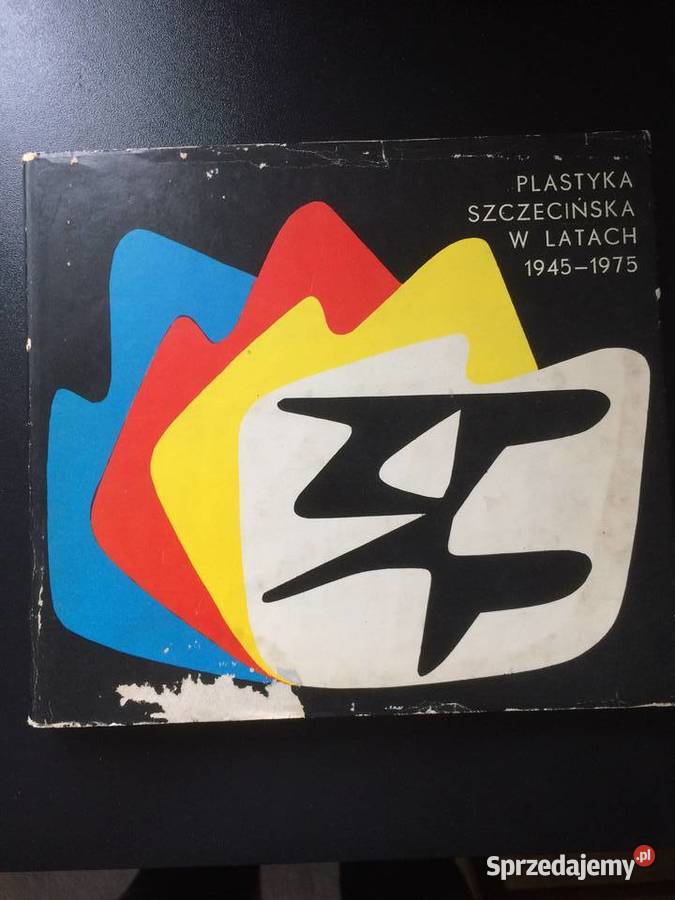 PLASTYKA
SZCZECIŃSKA
W LATACH
1945–1975
Sprzedajemy.pl